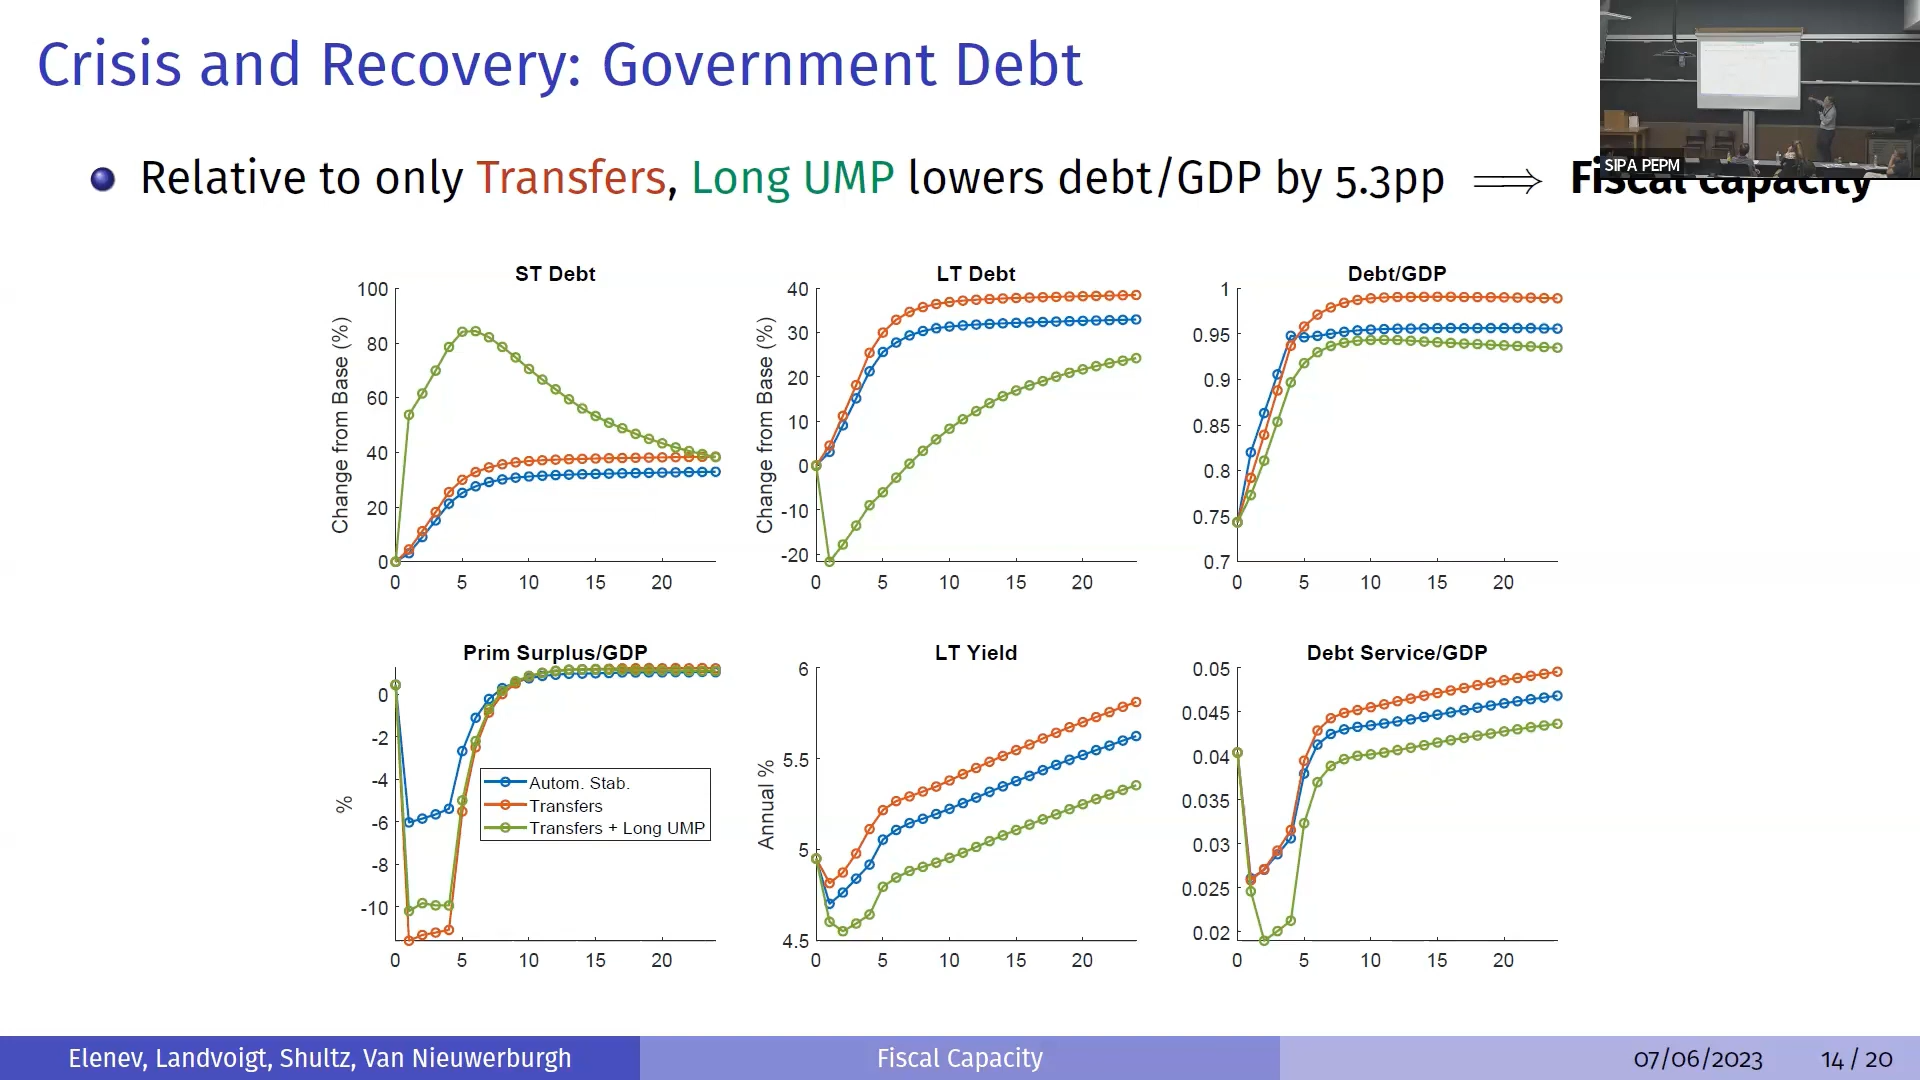 Crisis and Recovery: Government Debt
SIPA PEPM
Relative to only Transfers, Long UMP lowers debt/GDP by 5.3pp ⟹ Fiscal capacity
ST Debt
Change from Base (%)
100
80
60
40
20
0
0 5 10 15 20
LT Debt
Change from Base (%)
40
30
20
10
0
-10
-20
0 5 10 15 20
Debt/GDP
1
0.95
0.9
0.85
0.8
0.75
0.7
0 5 10 15 20
Prim Surplus/GDP
%
0
-2
-4
-6
-8
-10
Autom. Stab.
Transfers
Transfers + Long UMP
0 5 10 15 20
LT Yield
Annual %
6
5.5
5
4.5
0 5 10 15 20
Debt Service/GDP
0.05
0.045
0.04
0.035
0.03
0.025
0.02
0 5 10 15 20
Elenev, Landvoigt, Shultz, Van Nieuwerburgh
Fiscal Capacity
07/06/2023
14 / 20